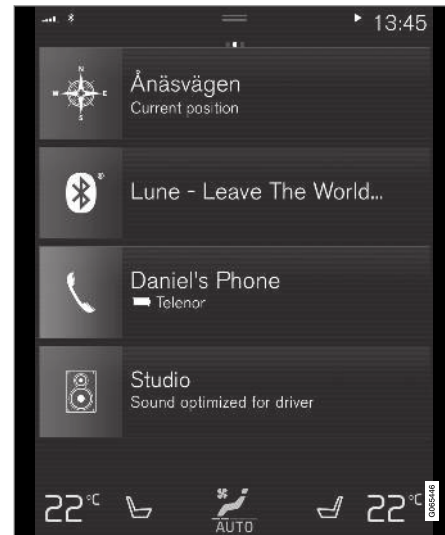 13:45
N
W E
S
Ånäsvägen
Current position
Lune - Leave The World...
Daniel's Phone
Telenor
Studio
Sound optimized for driver
22°C
AUTO
22°C
G065446